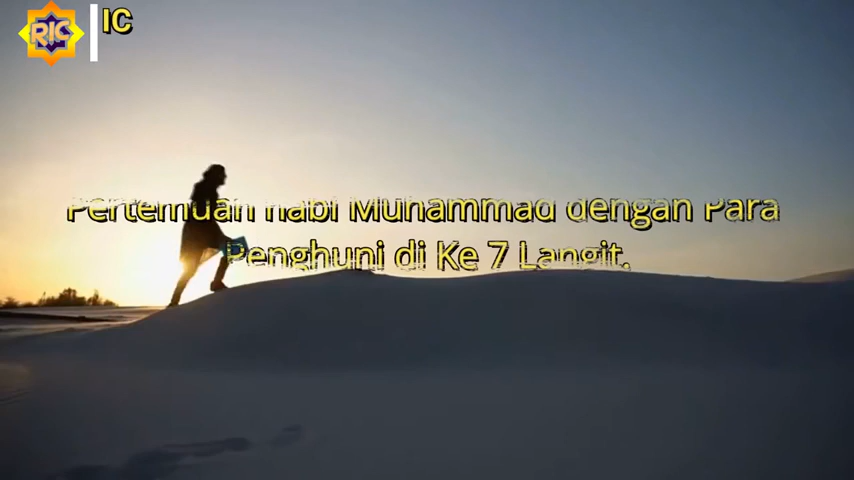 RIC
IC
Pertemuan nabi Muhammad dengan Para
Penghuni di Ke 7 Langit.